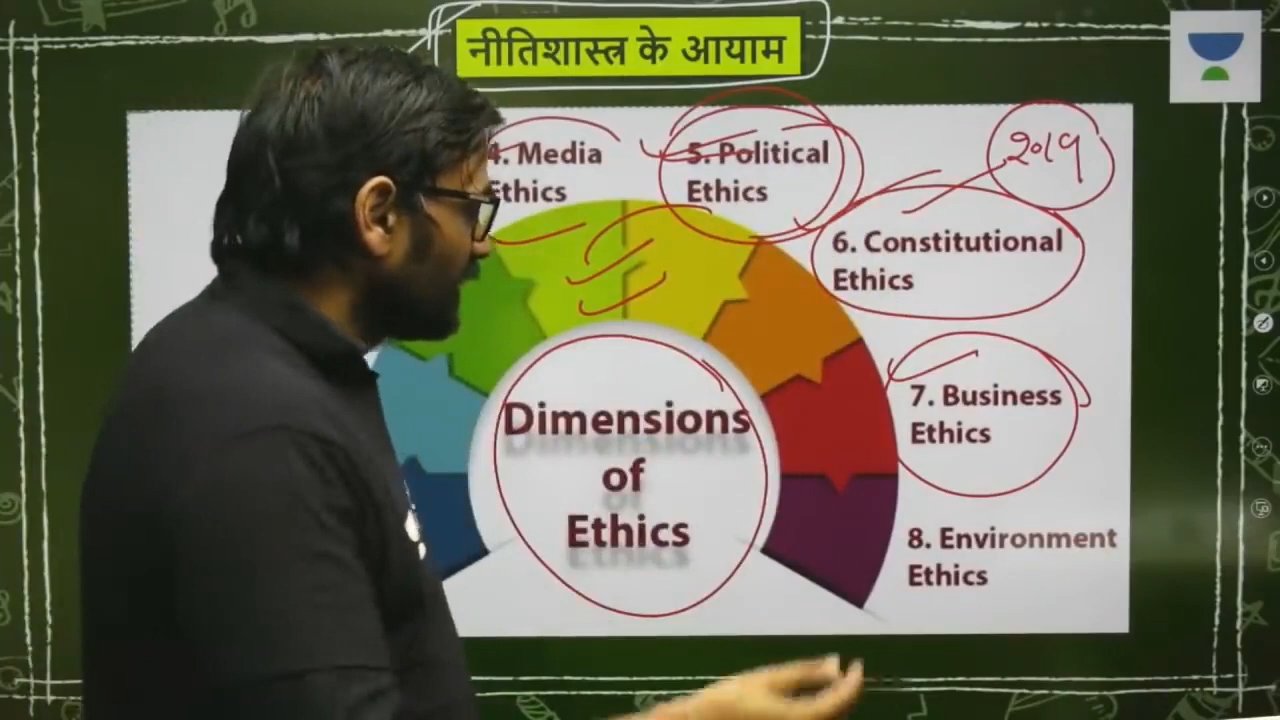 नीतिशास्त्र के आयाम
4. Media
Ethics
5. Political
Ethics
2019
6. Constitutional
Ethics
7. Business
Ethics
8. Environment
Ethics
Dimensions
of
Ethics